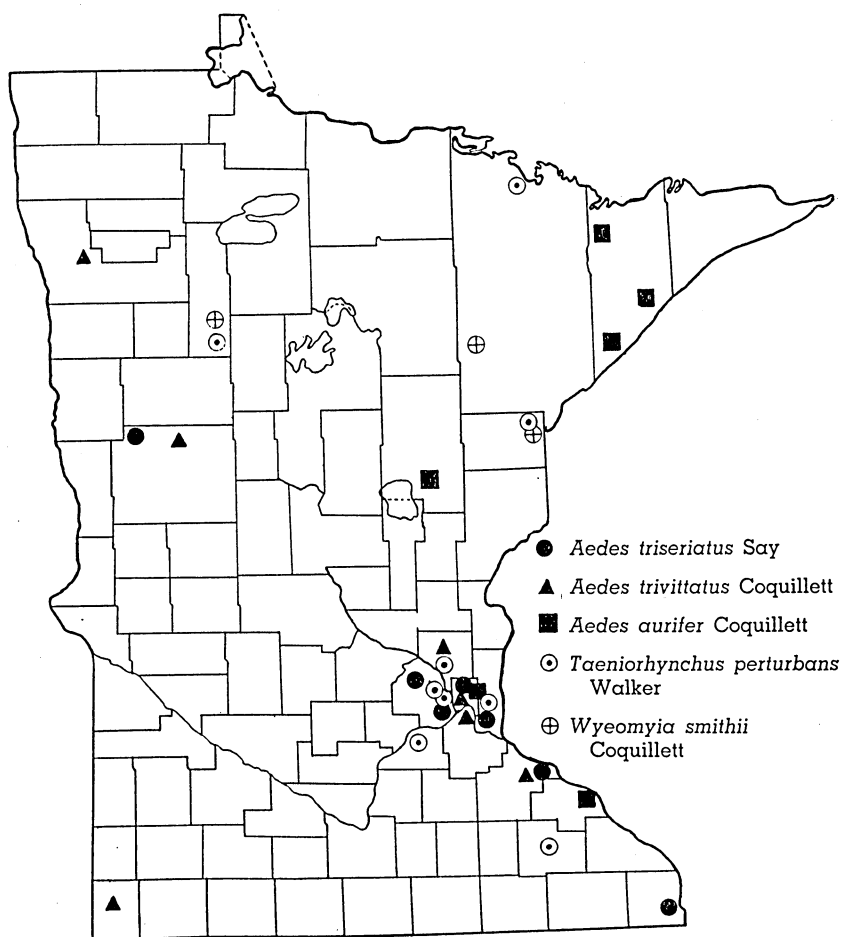 Aedes triseriatus Say
Aedes trivittatus Coquillett
Aedes aurifer Coquillett
Taeniorhynchus perturbans
Walker
Wyeomyia smithii
Coquillett